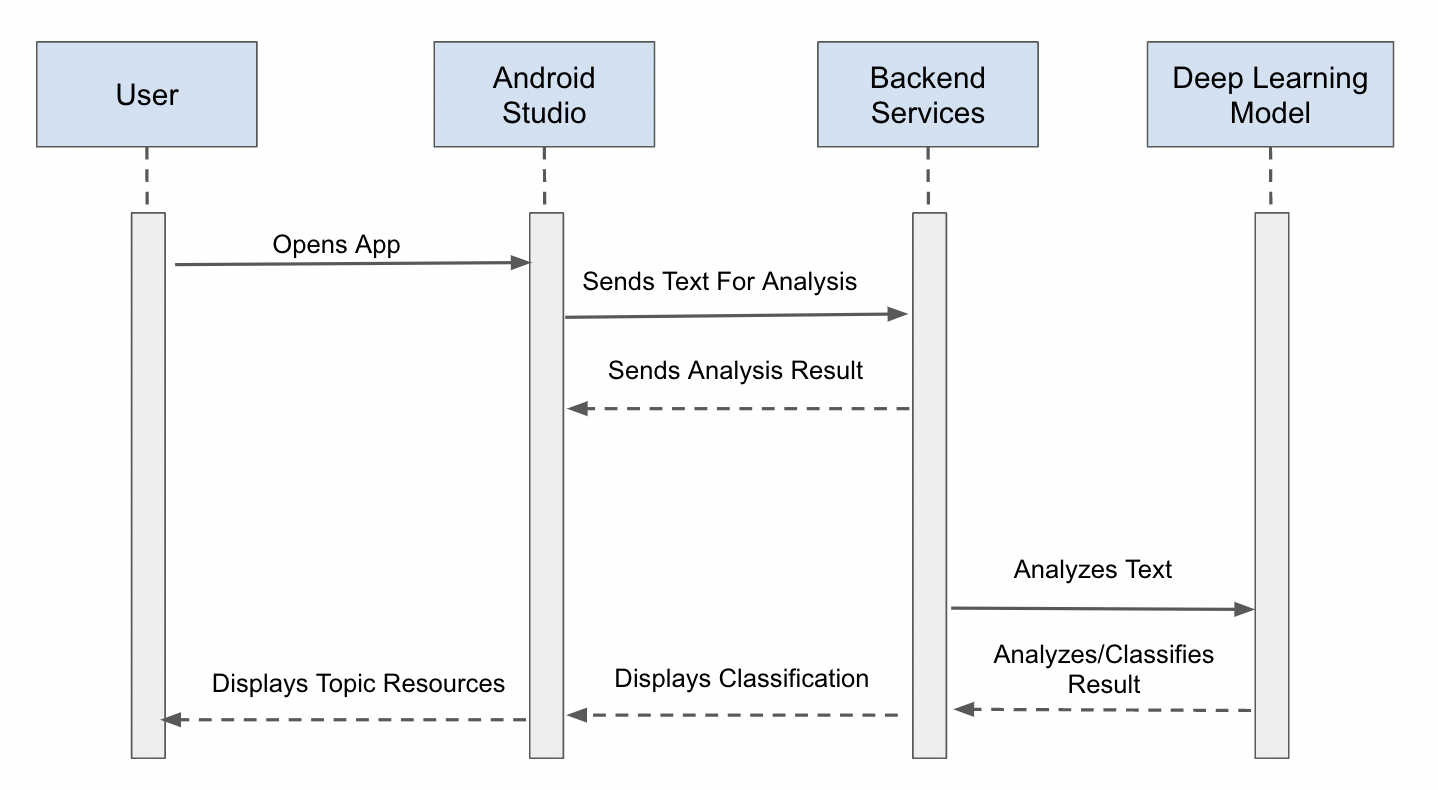 User
Android
Studio
Backend
Services
Deep Learning
Model
Opens App
Sends Text For Analysis
Sends Analysis Result
Analyzes Text
Analyzes/Classifies
Result
Displays Classification
Displays Topic Resources